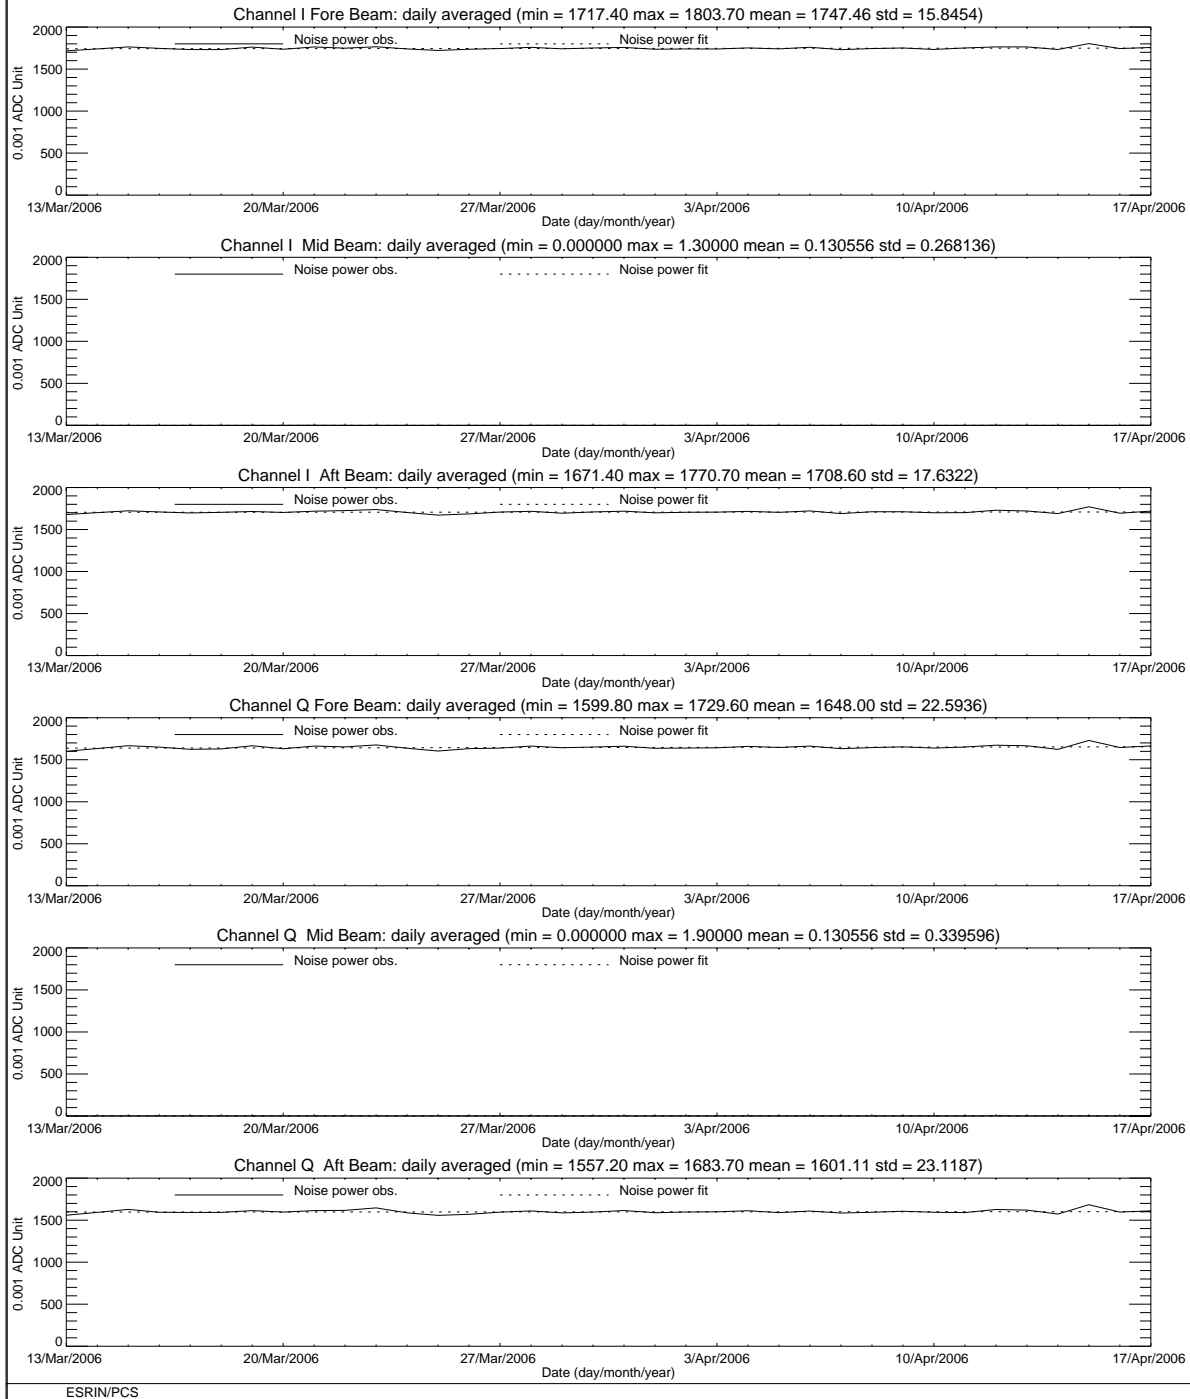 Channel I Fore Beam: daily averaged (min = 1717.40 max = 1803.70 mean = 1747.46 std = 15.8454)
Noise power obs.
Noise power fit
0.001 ADC Unit
2000
1500
1000
500
0
13/Mar/2006 20/Mar/2006 27/Mar/2006 3/Apr/2006 10/Apr/2006 17/Apr/2006
Date (day/month/year)
Channel I Mid Beam: daily averaged (min = 0.000000 max = 1.30000 mean = 0.130556 std = 0.268136)
Noise power obs.
Noise power fit
0.001 ADC Unit
2000
1500
1000
500
0
13/Mar/2006 20/Mar/2006 27/Mar/2006 3/Apr/2006 10/Apr/2006 17/Apr/2006
Date (day/month/year)
Channel I Aft Beam: daily averaged (min = 1671.40 max = 1770.70 mean = 1708.60 std = 17.6322)
Noise power obs.
Noise power fit
0.001 ADC Unit
2000
1500
1000
500
0
13/Mar/2006 20/Mar/2006 27/Mar/2006 3/Apr/2006 10/Apr/2006 17/Apr/2006
Date (day/month/year)
Channel Q Fore Beam: daily averaged (min = 1599.80 max = 1729.60 mean = 1648.00 std = 22.5936)
Noise power obs.
Noise power fit
0.001 ADC Unit
2000
1500
1000
500
0
13/Mar/2006 20/Mar/2006 27/Mar/2006 3/Apr/2006 10/Apr/2006 17/Apr/2006
Date (day/month/year)
Channel Q Mid Beam: daily averaged (min = 0.000000 max = 1.90000 mean = 0.130556 std = 0.339596)
Noise power obs.
Noise power fit
0.001 ADC Unit
2000
1500
1000
500
0
13/Mar/2006 20/Mar/2006 27/Mar/2006 3/Apr/2006 10/Apr/2006 17/Apr/2006
Date (day/month/year)
Channel Q Aft Beam: daily averaged (min = 1557.20 max = 1683.70 mean = 1601.11 std = 23.1187)
Noise power obs.
Noise power fit
0.001 ADC Unit
2000
1500
1000
500
0
13/Mar/2006 20/Mar/2006 27/Mar/2006 3/Apr/2006 10/Apr/2006 17/Apr/2006
Date (day/month/year)
ESRIN/PCS